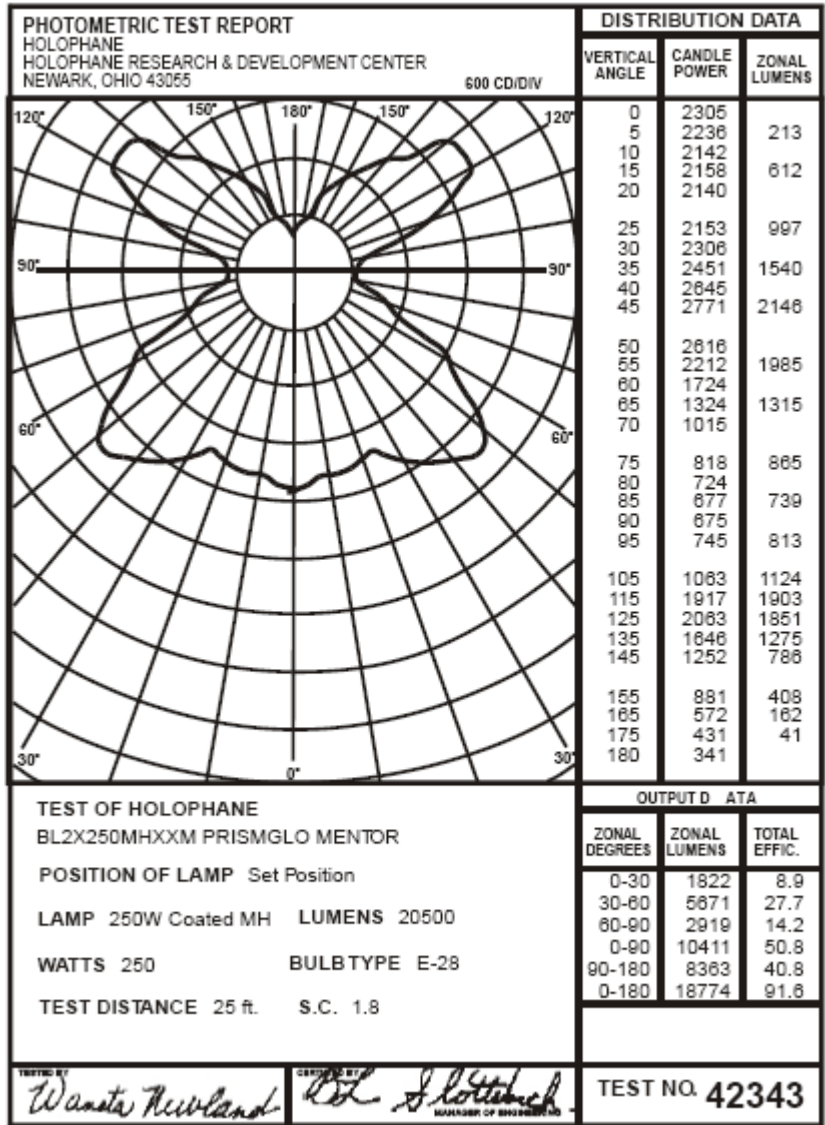 PHOTOMETRIC TEST REPORT
HOLOPHANE
HOLOPHANE RESEARCH & DEVELOPMENT CENTER
NEWARK, OHIO 43055 600 CD/DIV
120° 150° 180° 150° 120°
90° 90°
60° 60°
30° 0° 30°
DISTRIBUTION DATA
VERTICAL ANGLE CANDLE POWER ZONAL LUMENS
0 2305
5 2236 213
10 2142
15 2158 612
20 2140
25 2153 997
30 2306
35 2451 1540
40 2645
45 2771 2146
50 2616
55 2212 1985
60 1724
65 1324 1315
70 1015
75 818 865
80 724
85 677 739
90 675
95 745 813
105 1063 1124
115 1917 1903
125 2063 1851
135 1646 1275
145 1252 786
155 881 408
165 572 162
175 431 41
180 341
TEST OF HOLOPHANE
BL2X250MHXXM PRISMGLO MENTOR
POSITION OF LAMP Set Position
LAMP 250W Coated MH LUMENS 20500
WATTS 250 BULB TYPE E-28
TEST DISTANCE 25 ft. S.C. 1.8
OUTPUT D ATA
ZONAL DEGREES ZONAL LUMENS TOTAL EFFIC.
0-30 1822 8.9
30-60 5671 27.7
60-90 2919 14.2
0-90 10411 50.8
90-180 8363 40.8
0-180 18774 91.6
TESTED BY
Waneta Newland
CERTIFIED BY
MANAGER OF ENGINEERING
TEST NO. 42343